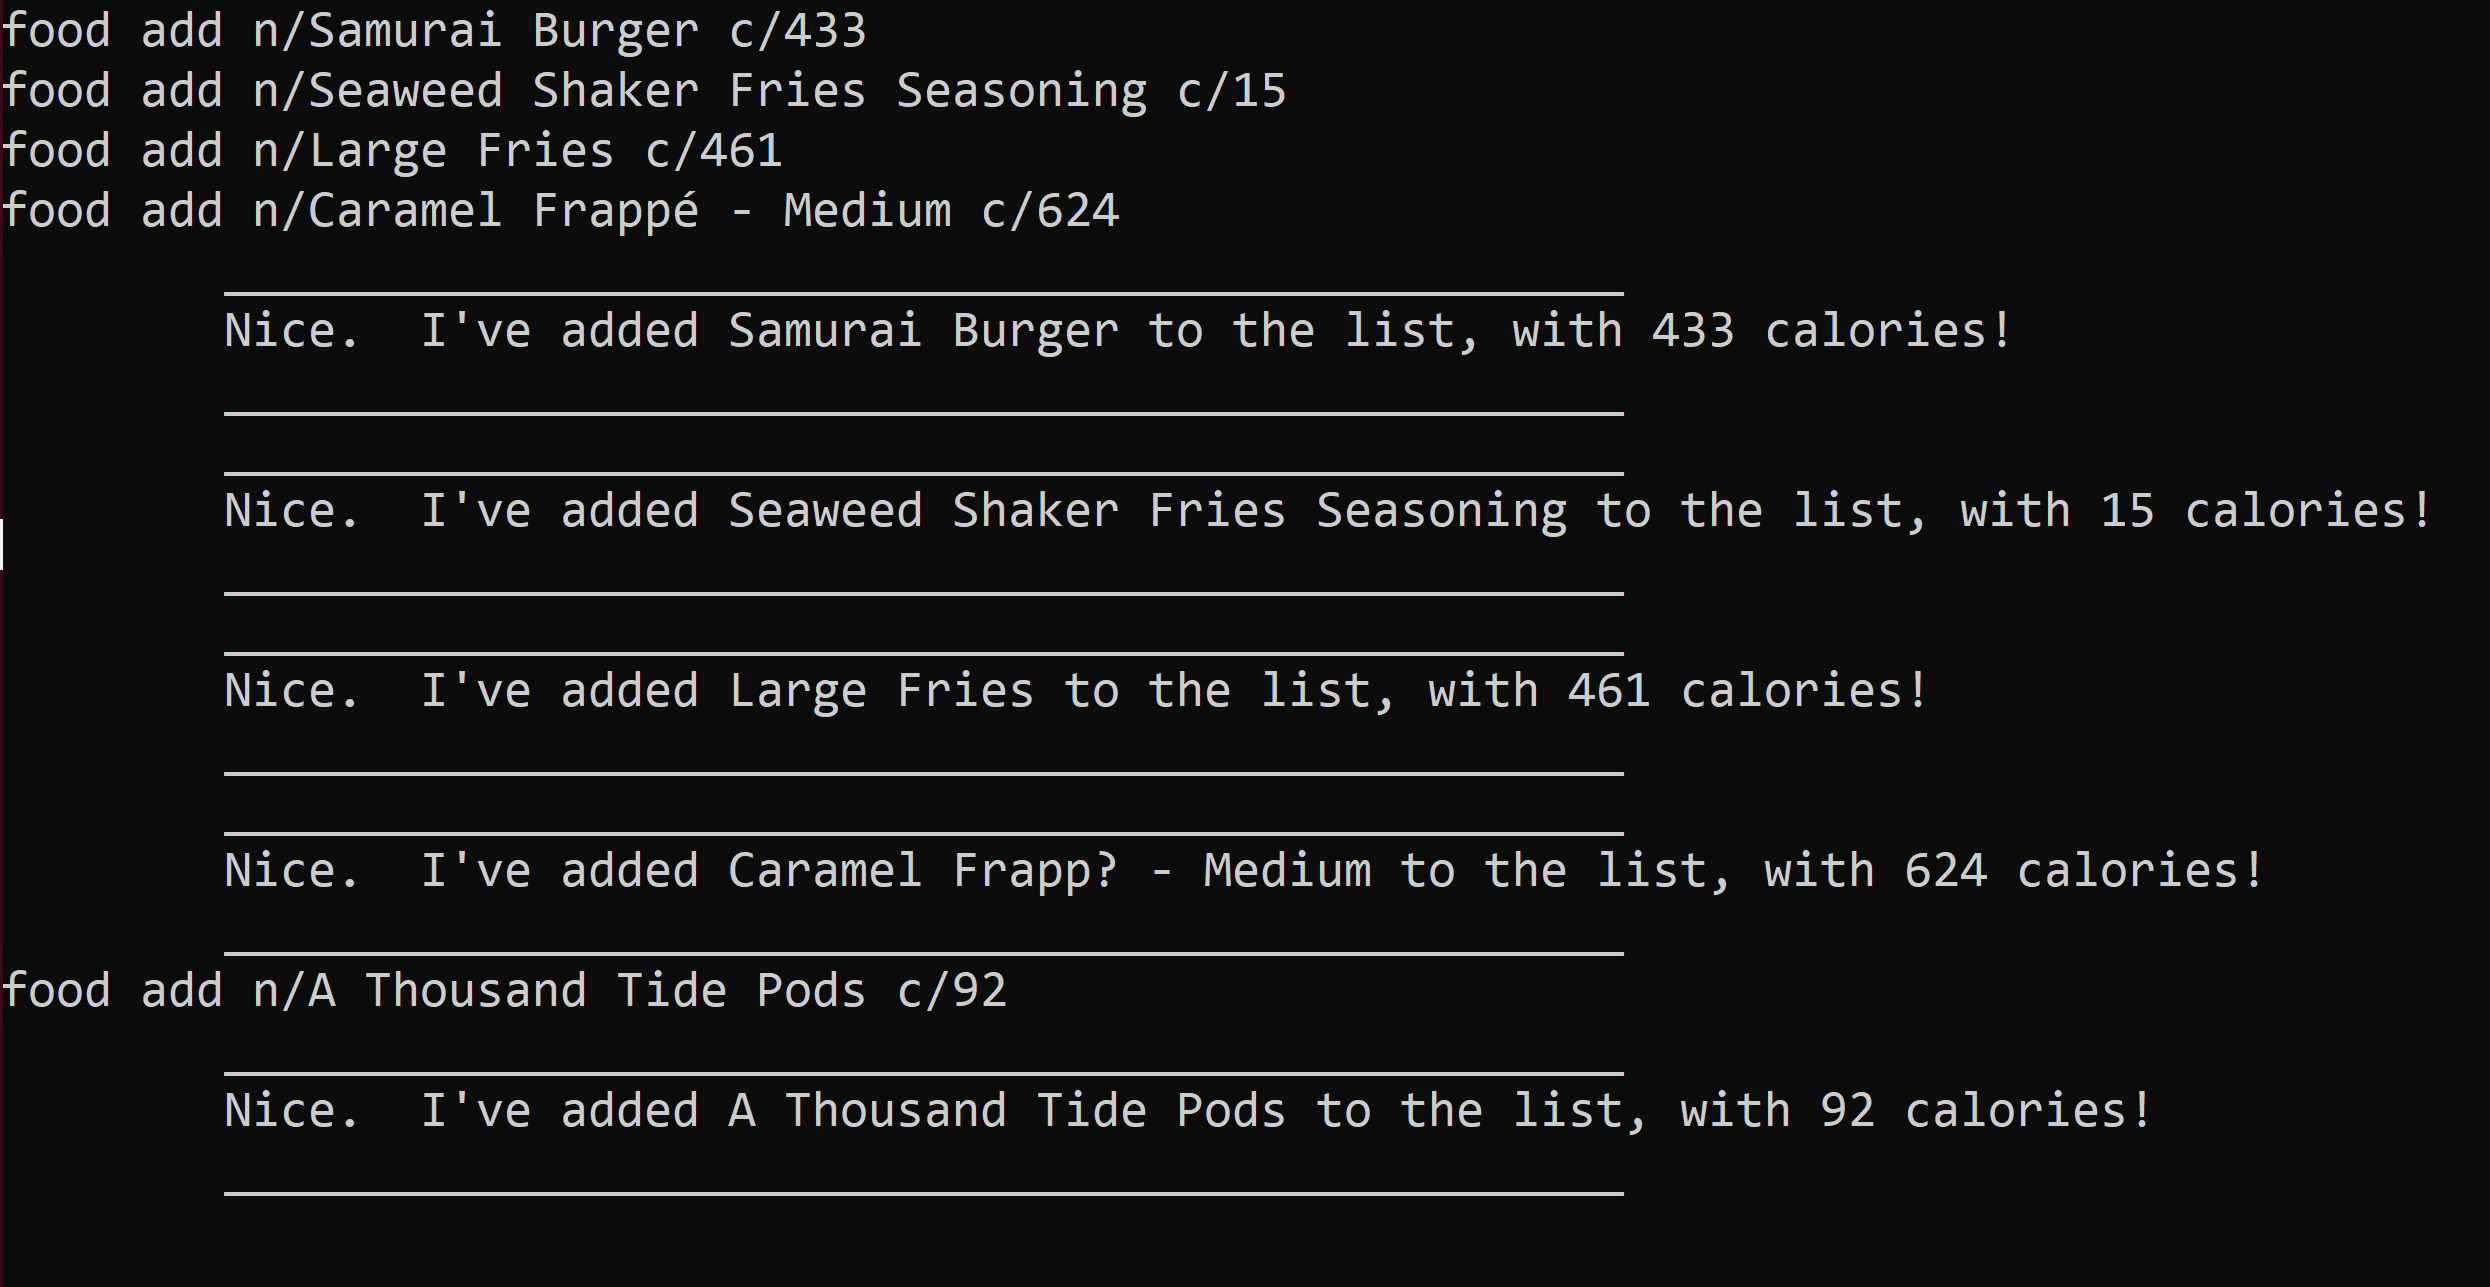 food add n/Samurai Burger c/433
food add n/Seaweed Shaker Fries Seasoning c/15
food add n/Large Fries c/461
food add n/Caramel Frappé - Medium c/624
Nice.  I've added Samurai Burger to the list, with 433 calories!
Nice.  I've added Seaweed Shaker Fries Seasoning to the list, with 15 calories!
Nice.  I've added Large Fries to the list, with 461 calories!
Nice.  I've added Caramel Frapp? - Medium to the list, with 624 calories!
food add n/A Thousand Tide Pods c/92
Nice.  I've added A Thousand Tide Pods to the list, with 92 calories!